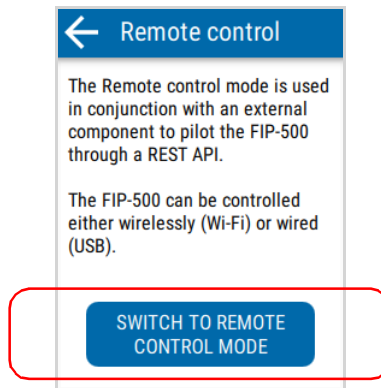 Remote control
The Remote control mode is used
in conjunction with an external
component to pilot the FIP-500
through a REST API.
The FIP-500 can be controlled
either wirelessly (Wi-Fi) or wired
(USB).
SWITCH TO REMOTE
CONTROL MODE